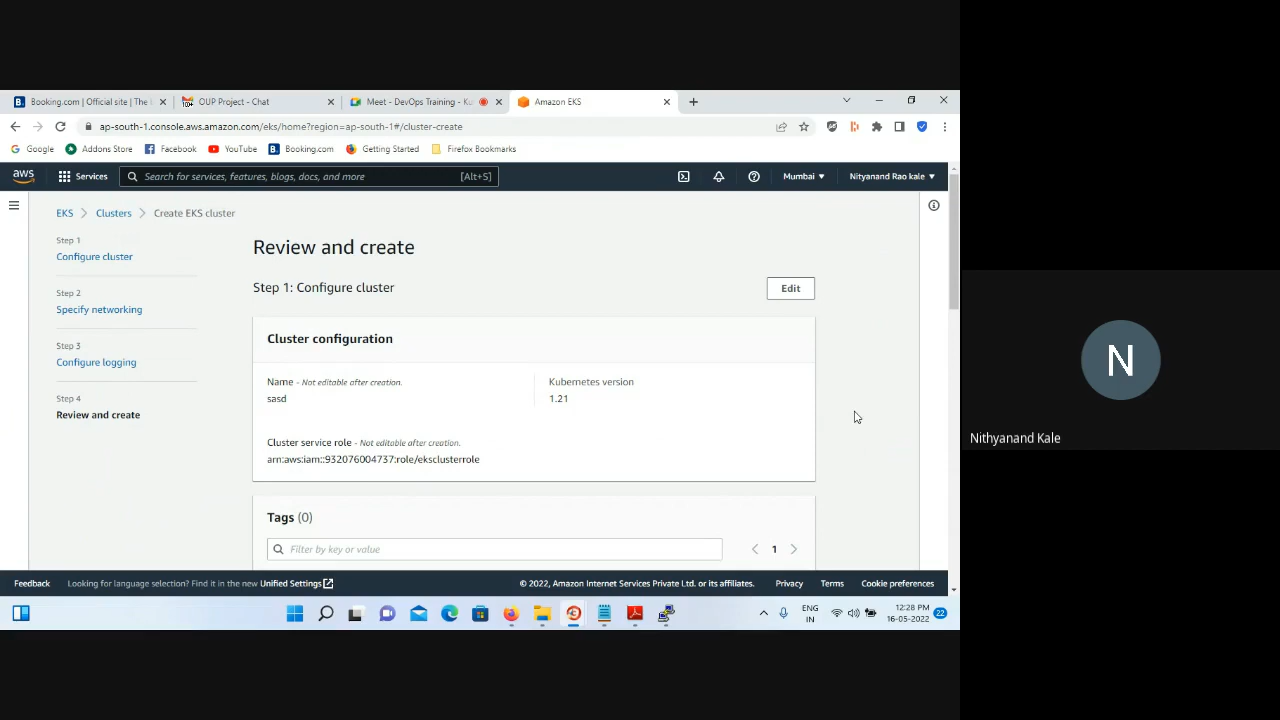 Booking.com | Official site | The
OUP Project - Chat
Meet - DevOps Training - Ku
Amazon EKS
ap-south-1.console.aws.amazon.com/eks/home?region=ap-south-1#/cluster-create
Google
Addons Store
Facebook
YouTube
Booking.com
Getting Started
Firefox Bookmarks
aws
Services
Search for services, features, blogs, docs, and more
[Alt+S]
Mumbai
Nityanand Rao kale
EKS
Clusters
Create EKS cluster
Step 1
Configure cluster
Step 2
Specify networking
Step 3
Configure logging
Step 4
Review and create
Review and create
Step 1: Configure cluster
Edit
Cluster configuration
Name - Not editable after creation.
sasd
Kubernetes version
1.21
Cluster service role - Not editable after creation.
arn:aws:iam::932076004737:role/eksclusterrole
Tags (0)
Filter by key or value
1
Feedback
Looking for language selection? Find it in the new Unified Settings
© 2022, Amazon Internet Services Private Ltd. or its affiliates.
Privacy
Terms
Cookie preferences
ENG
IN
12:28 PM
16-05-2022
22
N
Nithyanand Kale